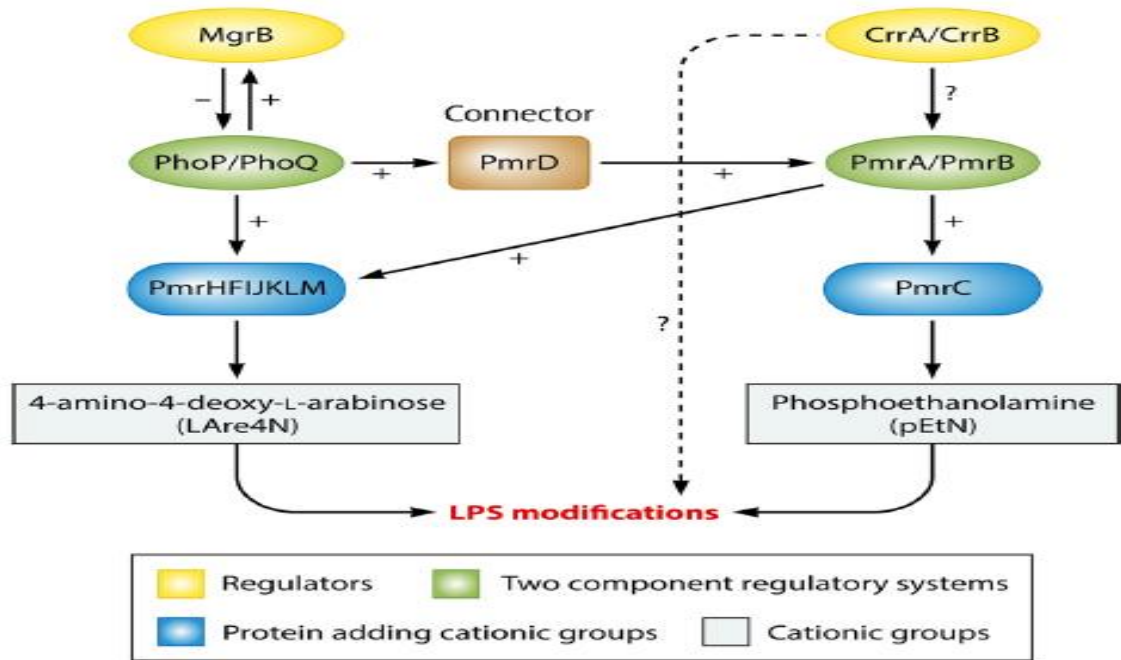 MgrB
CrrA/CrrB
−
+
?
Connector
PhoP/PhoQ
+
PmrD
+
PmrA/PmrB
+
+
+
PmrHFIJKLM
PmrC
?
4-amino-4-deoxy-L-arabinose
(LAre4N)
Phosphoethanolamine
(pEtN)
LPS modifications
Regulators
Two component regulatory systems
Protein adding cationic groups
Cationic groups